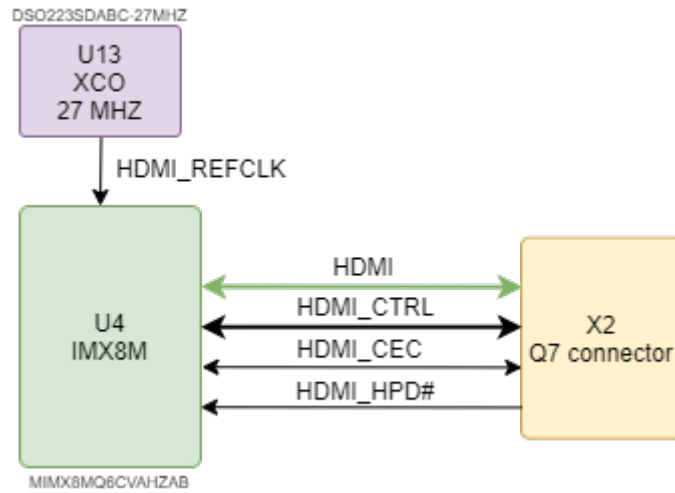 DSO223SDABC-27MHZ
U13
XCO
27 MHZ
HDMI_REFCLK
U4
IMX8M
HDMI
HDMI_CTRL
HDMI_CEC
HDMI_HPD#
X2
Q7 connector
MIMX8MQ6CVAHZAB